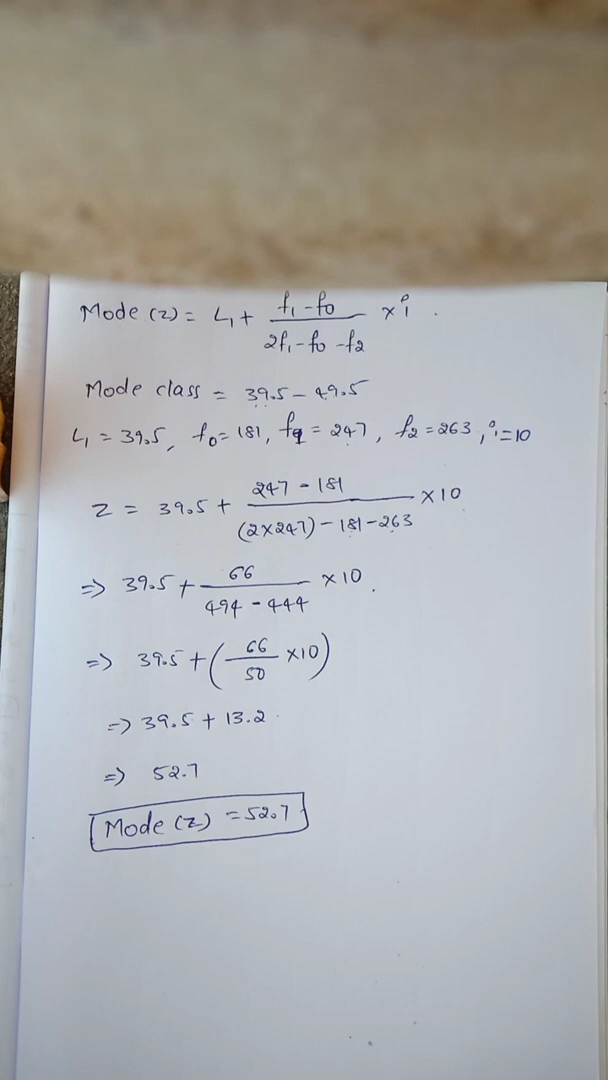 Mode (z) = L₁ + (f₁ - f₀)/(2f₁ - f₀ - f₂) × i .
Mode class = 39.5 - 49.5
L₁ = 39.5, f₀ = 181, f₁ = 247, f₂ = 263, i = 10
Z = 39.5 + (247 - 181)/((2×247) - 181 - 263) × 10
=> 39.5 + 66/(494 - 444) × 10.
=> 39.5 + (66/50 × 10)
=> 39.5 + 13.2
=> 52.7
Mode (z) = 52.7